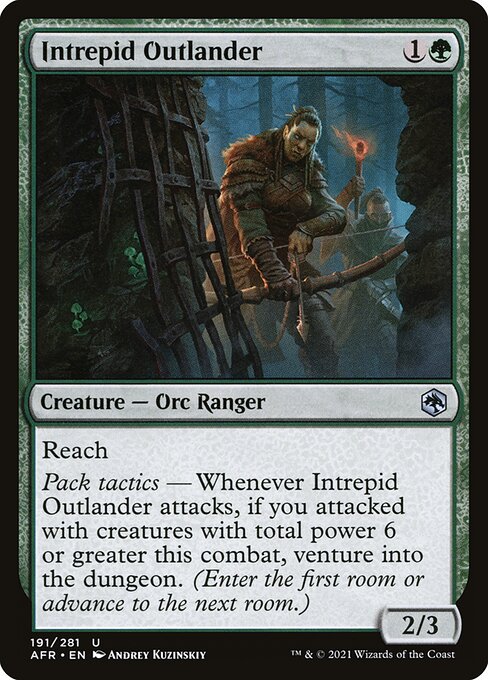 Intrepid Outlander 1
Creature — Orc Ranger
Reach
Pack tactics — Whenever Intrepid
Outlander attacks, if you attacked
with creatures with total power 6
or greater this combat, venture into
the dungeon. (Enter the first room or
advance to the next room.)
2/3
191/281 U
AFR • EN Andrey Kuzinskiy ™ & © 2021 Wizards of the Coast